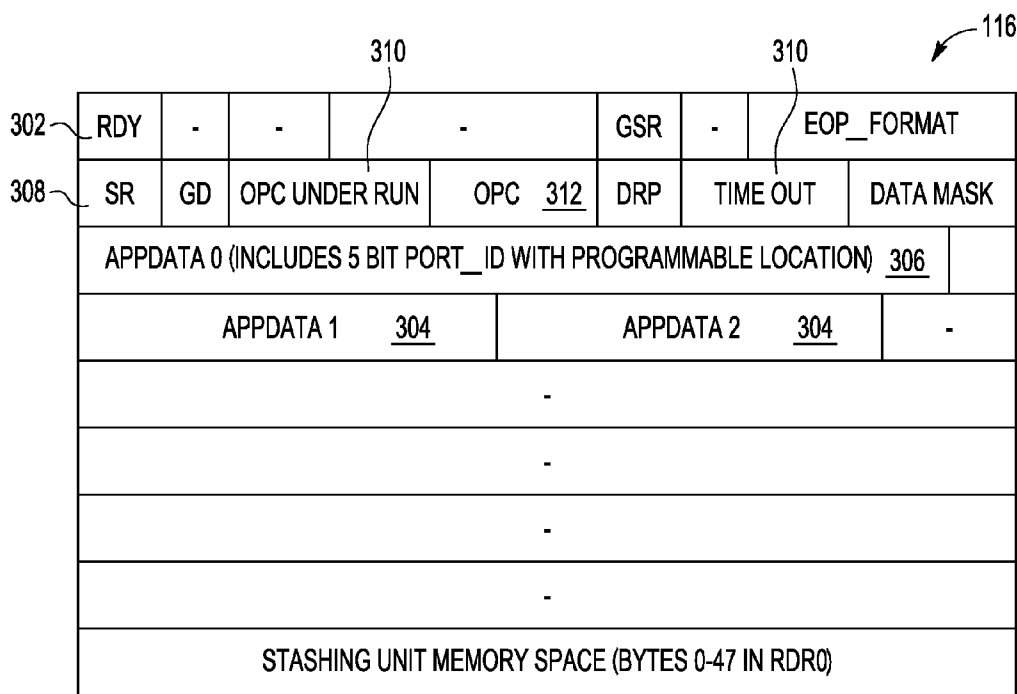 116
310 310
302 RDY - - - GSR - EOP_FORMAT
308 SR GD OPC UNDER RUN OPC 312 DRP TIME OUT DATA MASK
APPDATA 0 (INCLUDES 5 BIT PORT_ID WITH PROGRAMMABLE LOCATION) 306
APPDATA 1 304 APPDATA 2 304 -
-
-
-
-
STASHING UNIT MEMORY SPACE (BYTES 0-47 IN RDR0)